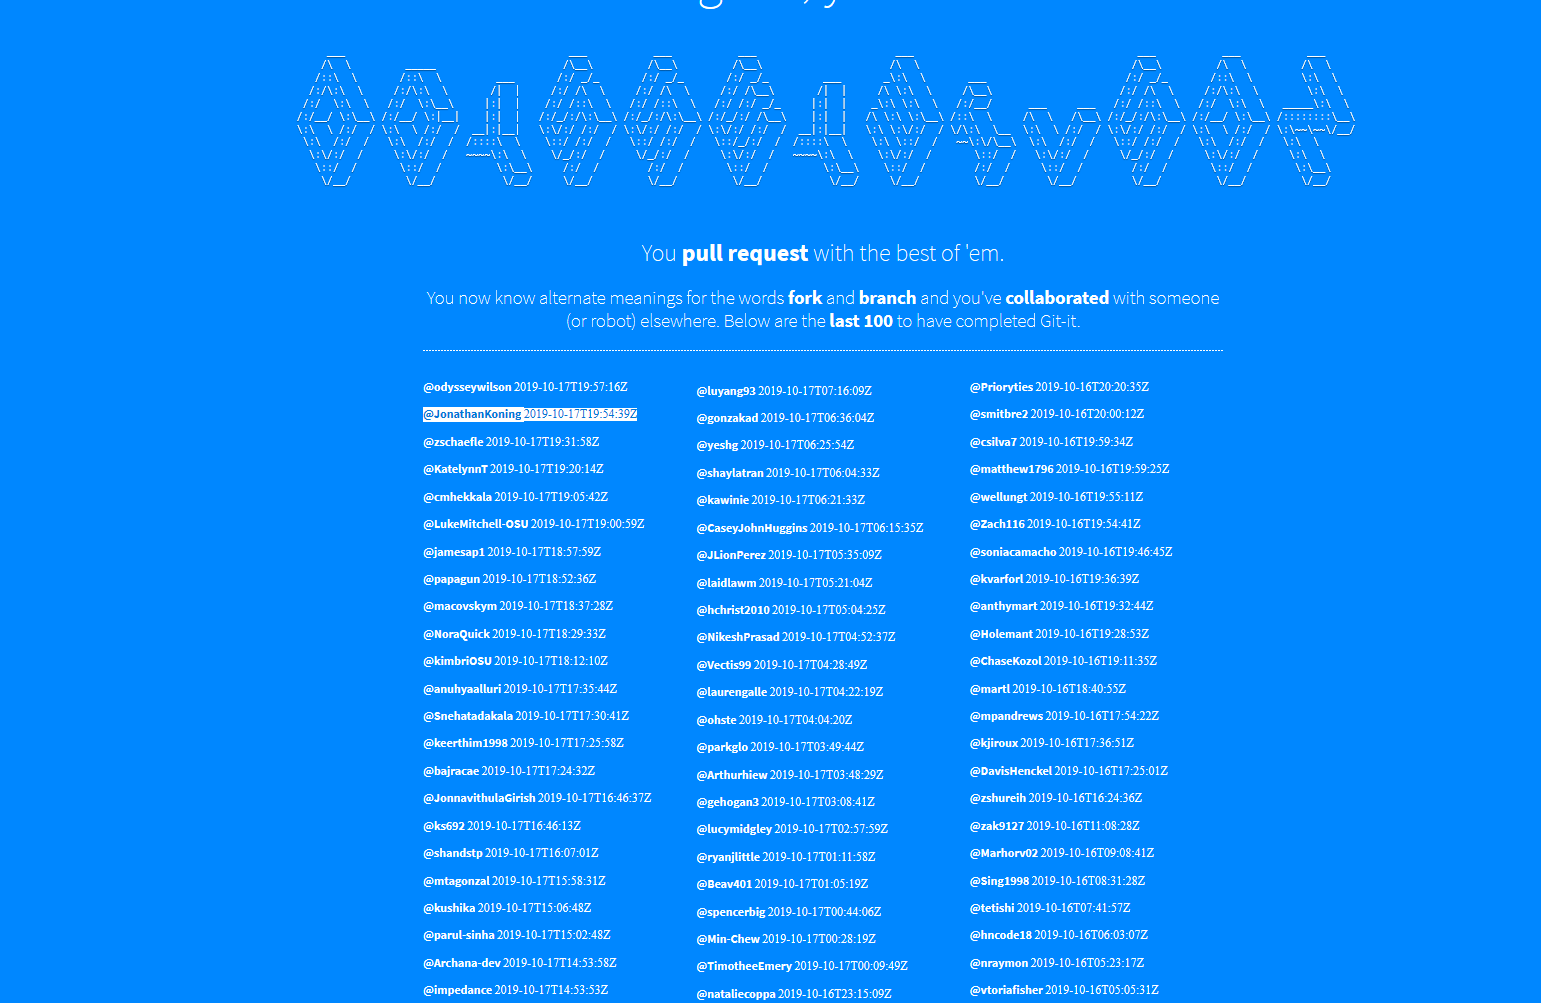 You pull request with the best of 'em.
You now know alternate meanings for the words fork and branch and you've collaborated with someone
(or robot) elsewhere. Below are the last 100 to have completed Git-it.
@odysseywilson 2019-10-17T19:57:16Z
@JonathanKoning 2019-10-17T19:54:39Z
@zschaefle 2019-10-17T19:31:58Z
@KatelynnT 2019-10-17T19:20:14Z
@cmhekkala 2019-10-17T19:05:42Z
@LukeMitchell-OSU 2019-10-17T19:00:59Z
@jamesap1 2019-10-17T18:57:59Z
@papagun 2019-10-17T18:52:36Z
@macovskym 2019-10-17T18:37:28Z
@NoraQuick 2019-10-17T18:29:33Z
@kimbriOSU 2019-10-17T18:12:10Z
@anuhyaalluri 2019-10-17T17:35:44Z
@Snehatadakala 2019-10-17T17:30:41Z
@keerthim1998 2019-10-17T17:25:58Z
@bajracae 2019-10-17T17:24:32Z
@JonnavithulaGirish 2019-10-17T16:46:37Z
@ks692 2019-10-17T16:46:13Z
@shandstp 2019-10-17T16:07:01Z
@mtagonzal 2019-10-17T15:58:31Z
@kushika 2019-10-17T15:06:48Z
@parul-sinha 2019-10-17T15:02:48Z
@Archana-dev 2019-10-17T14:53:58Z
@impedance 2019-10-17T14:53:53Z
@luyang93 2019-10-17T07:16:09Z
@gonzakad 2019-10-17T06:36:04Z
@yeshg 2019-10-17T06:25:54Z
@shaylatran 2019-10-17T06:04:33Z
@kawinie 2019-10-17T06:21:33Z
@CaseyJohnHuggins 2019-10-17T06:15:35Z
@JLionPerez 2019-10-17T05:35:09Z
@laidlawm 2019-10-17T05:21:04Z
@hchrist2010 2019-10-17T05:04:25Z
@NikeshPrasad 2019-10-17T04:52:37Z
@Vectis99 2019-10-17T04:28:49Z
@laurengalle 2019-10-17T04:22:19Z
@ohste 2019-10-17T04:04:20Z
@parkglo 2019-10-17T03:49:44Z
@Arthurhiew 2019-10-17T03:48:29Z
@gehogan3 2019-10-17T03:08:41Z
@lucymidgley 2019-10-17T02:57:59Z
@ryanjlittle 2019-10-17T01:11:58Z
@Beav401 2019-10-17T01:05:19Z
@spencerbig 2019-10-17T00:44:06Z
@Min-Chew 2019-10-17T00:28:19Z
@TimotheeEmery 2019-10-17T00:09:49Z
@nataliecoppa 2019-10-16T23:15:09Z
@Prioryties 2019-10-16T20:20:35Z
@smitbre2 2019-10-16T20:00:12Z
@csilva7 2019-10-16T19:59:34Z
@matthew1796 2019-10-16T19:59:25Z
@wellungt 2019-10-16T19:55:11Z
@Zach116 2019-10-16T19:54:41Z
@soniacamacho 2019-10-16T19:46:45Z
@kvarforl 2019-10-16T19:36:39Z
@anthymart 2019-10-16T19:32:44Z
@Holemant 2019-10-16T19:28:53Z
@ChaseKozol 2019-10-16T19:11:35Z
@martl 2019-10-16T18:40:55Z
@mpandrews 2019-10-16T17:54:22Z
@kjiroux 2019-10-16T17:36:51Z
@DavisHenckel 2019-10-16T17:25:01Z
@zshureih 2019-10-16T16:24:36Z
@zak9127 2019-10-16T11:08:28Z
@Marhorv02 2019-10-16T09:08:41Z
@Sing1998 2019-10-16T08:31:28Z
@tetishi 2019-10-16T07:41:57Z
@hncode18 2019-10-16T06:03:07Z
@nraymon 2019-10-16T05:23:17Z
@vtoriafisher 2019-10-16T05:05:31Z